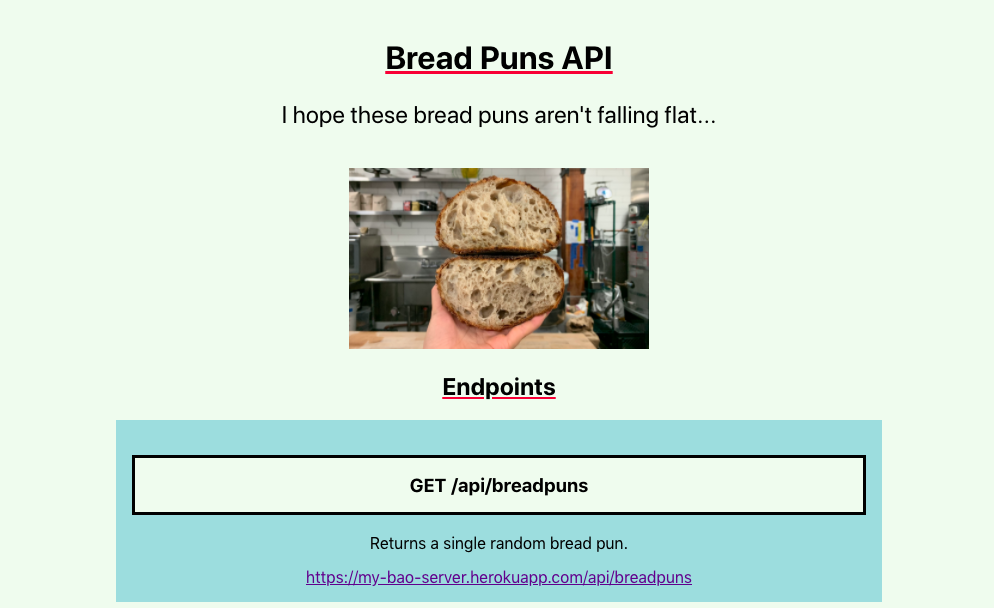 Bread Puns API
I hope these bread puns aren't falling flat...
Endpoints
GET /api/breadpuns
Returns a single random bread pun.
https://my-bao-server.herokuapp.com/api/breadpuns